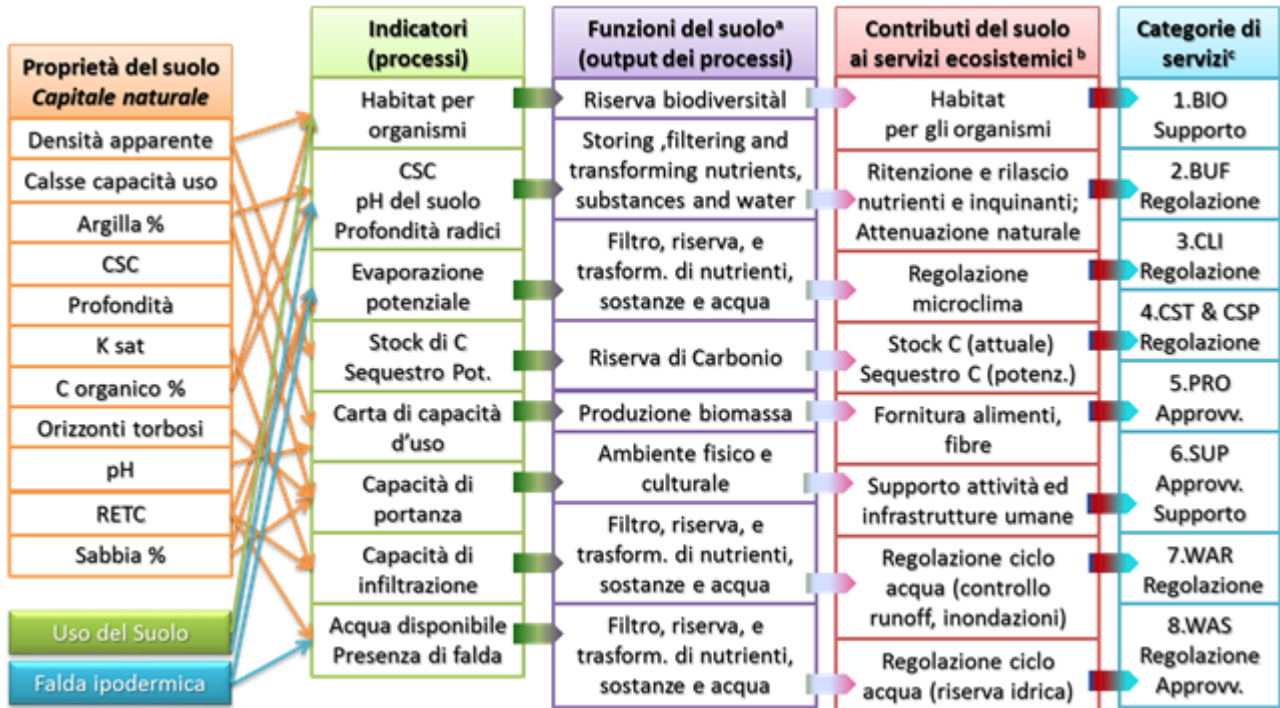 Proprietà del suolo
Capitale naturale
Densità apparente
Calsse capacità uso
Argilla %
CSC
Profondità
K sat
C organico %
Orizzonti torbosi
pH
RETC
Sabbia %
Uso del Suolo
Falda ipodermica
Indicatori
(processi)
Habitat per
organismi
CSC
pH del suolo
Profondità radici
Evaporazione
potenziale
Stock di C
Sequestro Pot.
Carta di capacità
d'uso
Capacità di
portanza
Capacità di
infiltrazione
Acqua disponibile
Presenza di falda
Funzioni del suoloª
(output dei processi)
Riserva biodiversitàl
Storing ,filtering and
transforming nutrients,
substances and water
Filtro, riserva, e
trasform. di nutrienti,
sostanze e acqua
Riserva di Carbonio
Produzione biomassa
Ambiente fisico e
culturale
Filtro, riserva, e
trasform. di nutrienti,
sostanze e acqua
Filtro, riserva, e
trasform. di nutrienti,
sostanze e acqua
Contributi del suolo
ai servizi ecosistemici ᵇ
Habitat
per gli organismi
Ritenzione e rilascio
nutrienti e inquinanti;
Attenuazione naturale
Regolazione
microclima
Stock C (attuale)
Sequestro C (potenz.)
Fornitura alimenti,
fibre
Supporto attività ed
infrastrutture umane
Regolazione ciclo
acqua (controllo
runoff, inondazioni)
Regolazione ciclo
acqua (riserva idrica)
Categorie di
serviziᶜ
1.BIO
Supporto
2.BUF
Regolazione
3.CLI
Regolazione
4.CST & CSP
Regolazione
5.PRO
Approvv.
6.SUP
Approvv.
Supporto
7.WAR
Regolazione
8.WAS
Regolazione
Approvv.